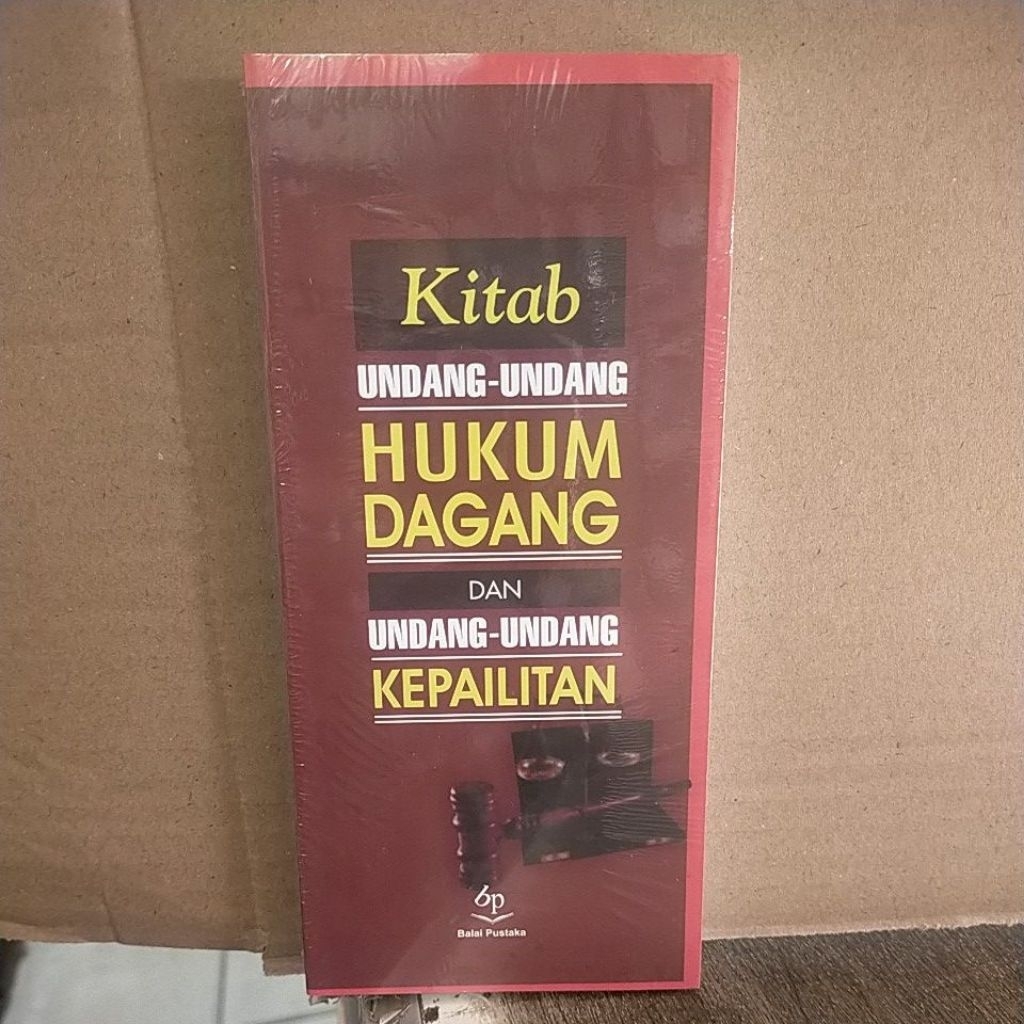 Kitab
UNDANG-UNDANG
HUKUM
DAGANG
DAN
UNDANG-UNDANG
KEPAILITAN
bp
Balai Pustaka